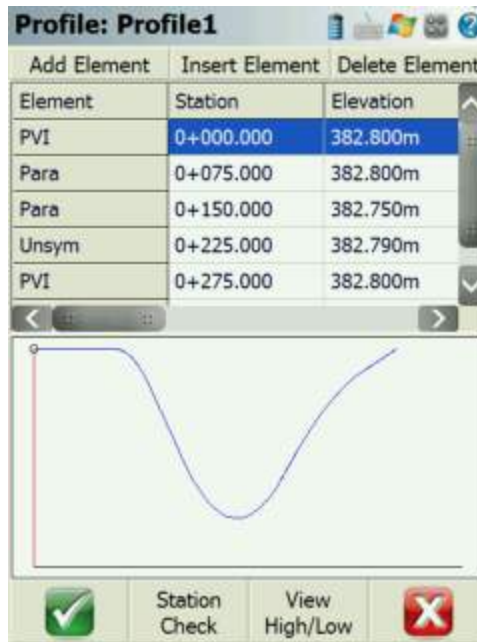 Profile: Profile1
Add Element Insert Element Delete Element
Element Station Elevation
PVI 0+000.000 382.800m
Para 0+075.000 382.800m
Para 0+150.000 382.750m
Unsym 0+225.000 382.790m
PVI 0+275.000 382.800m
Station Check
View High/Low